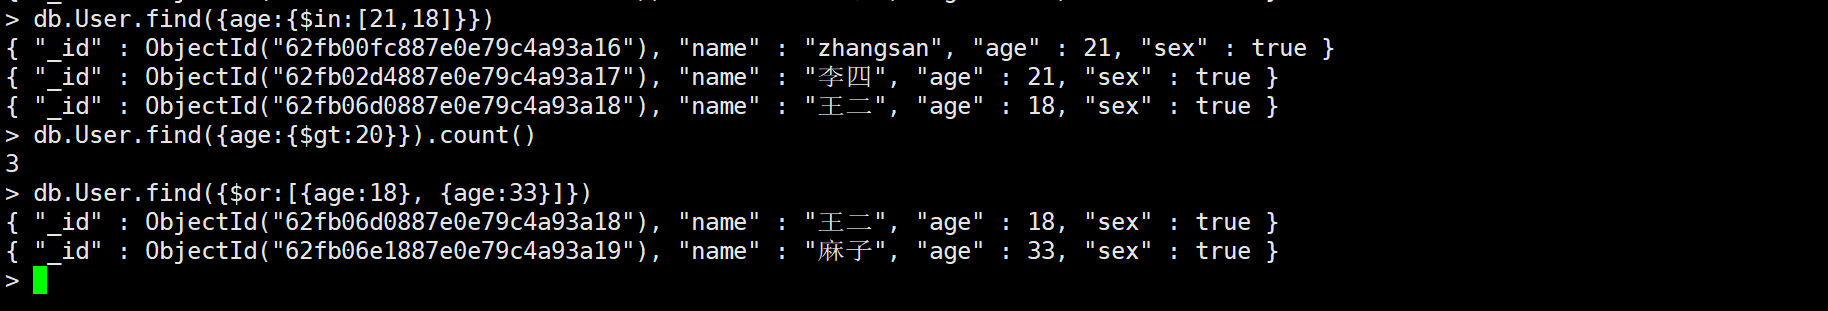 > db.User.find({age:{$in:[21,18]}})
{ "_id" : ObjectId("62fb00fc887e0e79c4a93a16"), "name" : "zhangsan", "age" : 21, "sex" : true }
{ "_id" : ObjectId("62fb02d4887e0e79c4a93a17"), "name" : "李四", "age" : 21, "sex" : true }
{ "_id" : ObjectId("62fb06d0887e0e79c4a93a18"), "name" : "王二", "age" : 18, "sex" : true }
> db.User.find({age:{$gt:20}}).count()
3
> db.User.find({$or:[{age:18}, {age:33}]})
{ "_id" : ObjectId("62fb06d0887e0e79c4a93a18"), "name" : "王二", "age" : 18, "sex" : true }
{ "_id" : ObjectId("62fb06e1887e0e79c4a93a19"), "name" : "麻子", "age" : 33, "sex" : true }
>